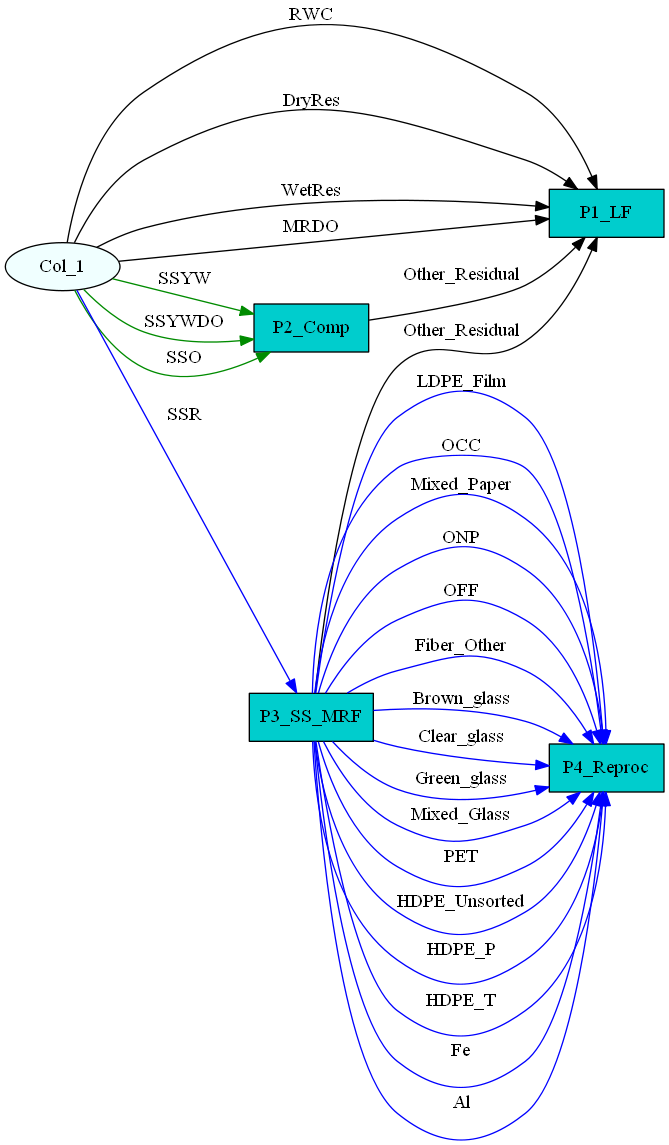 RWC
DryRes
WetRes
MRDO
P1_LF
Col_1
SSYW
SSYWDO
SSO
P2_Comp
Other_Residual
Other_Residual
SSR
LDPE_Film
OCC
Mixed_Paper
ONP
OFF
Fiber_Other
Brown_glass
Clear_glass
Green_glass
Mixed_Glass
P3_SS_MRF
P4_Reproc
PET
HDPE_Unsorted
HDPE_P
HDPE_T
Fe
Al